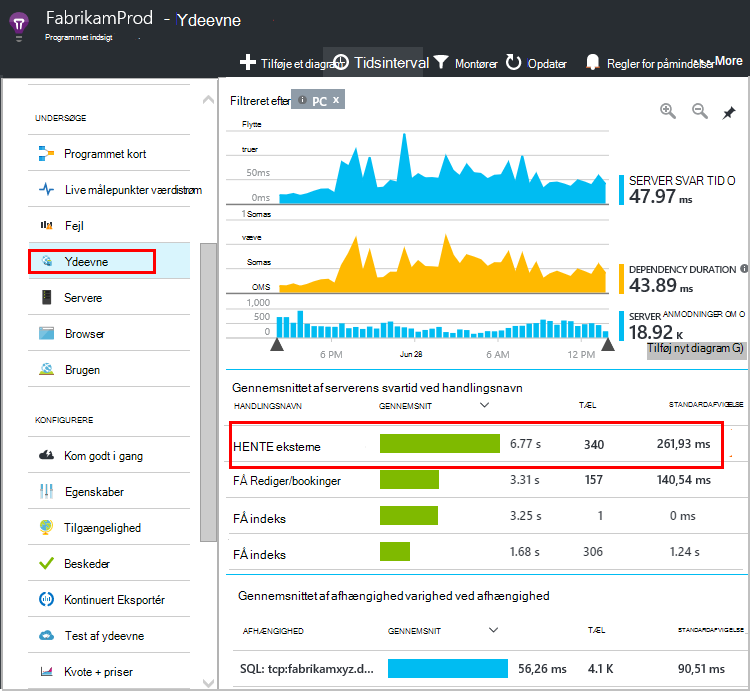 FabrikamProd - Ydeevne
Programmet indsigt
Tilføje et diagram Tidsinterval Montører Opdater Regler for påmindelser More
UNDERSØGE
Programmet kort
Live målepunkter værdistrøm
Fejl
Ydeevne
Servere
Browser
Brugen
KONFIGURERE
Kom godt i gang
Egenskaber
Tilgængelighed
Beskeder
Kontinuert Eksportér
Test af ydeevne
Kvote + priser
Filtreret efter PC x
Flytte
truer
50ms
0ms
SERVER SVAR TID O
47.97 ms
1 Somas
væve
Somas
OMS
DEPENDENCY DURATION
43.89 ms
1,000
500
0
SERVER ANMODNINGER OM O
18.92 K
Tilføj nyt diagram G)
6 PM Jun 28 6 AM 12 PM
Gennemsnittet af serverens svartid ved handlingsnavn
HANDLINGSNAVN GENNEMSNIT TÆL STANDARDAFVIGELSE
HENTE eksterne 6.77 s 340 261,93 ms
FÅ Rediger/bookinger 3.31 s 157 140,54 ms
FÅ indeks 3.25 s 1 0 ms
FÅ indeks 1.68 s 306 1.24 s
Gennemsnittet af afhængighed varighed ved afhængighed
AFHÆNGIGHED GENNEMSNIT TÆL STANDARDAFVIGELSE
SQL: tcp:fabrikamxyz.d... 56,26 ms 4.1 K 90,51 ms